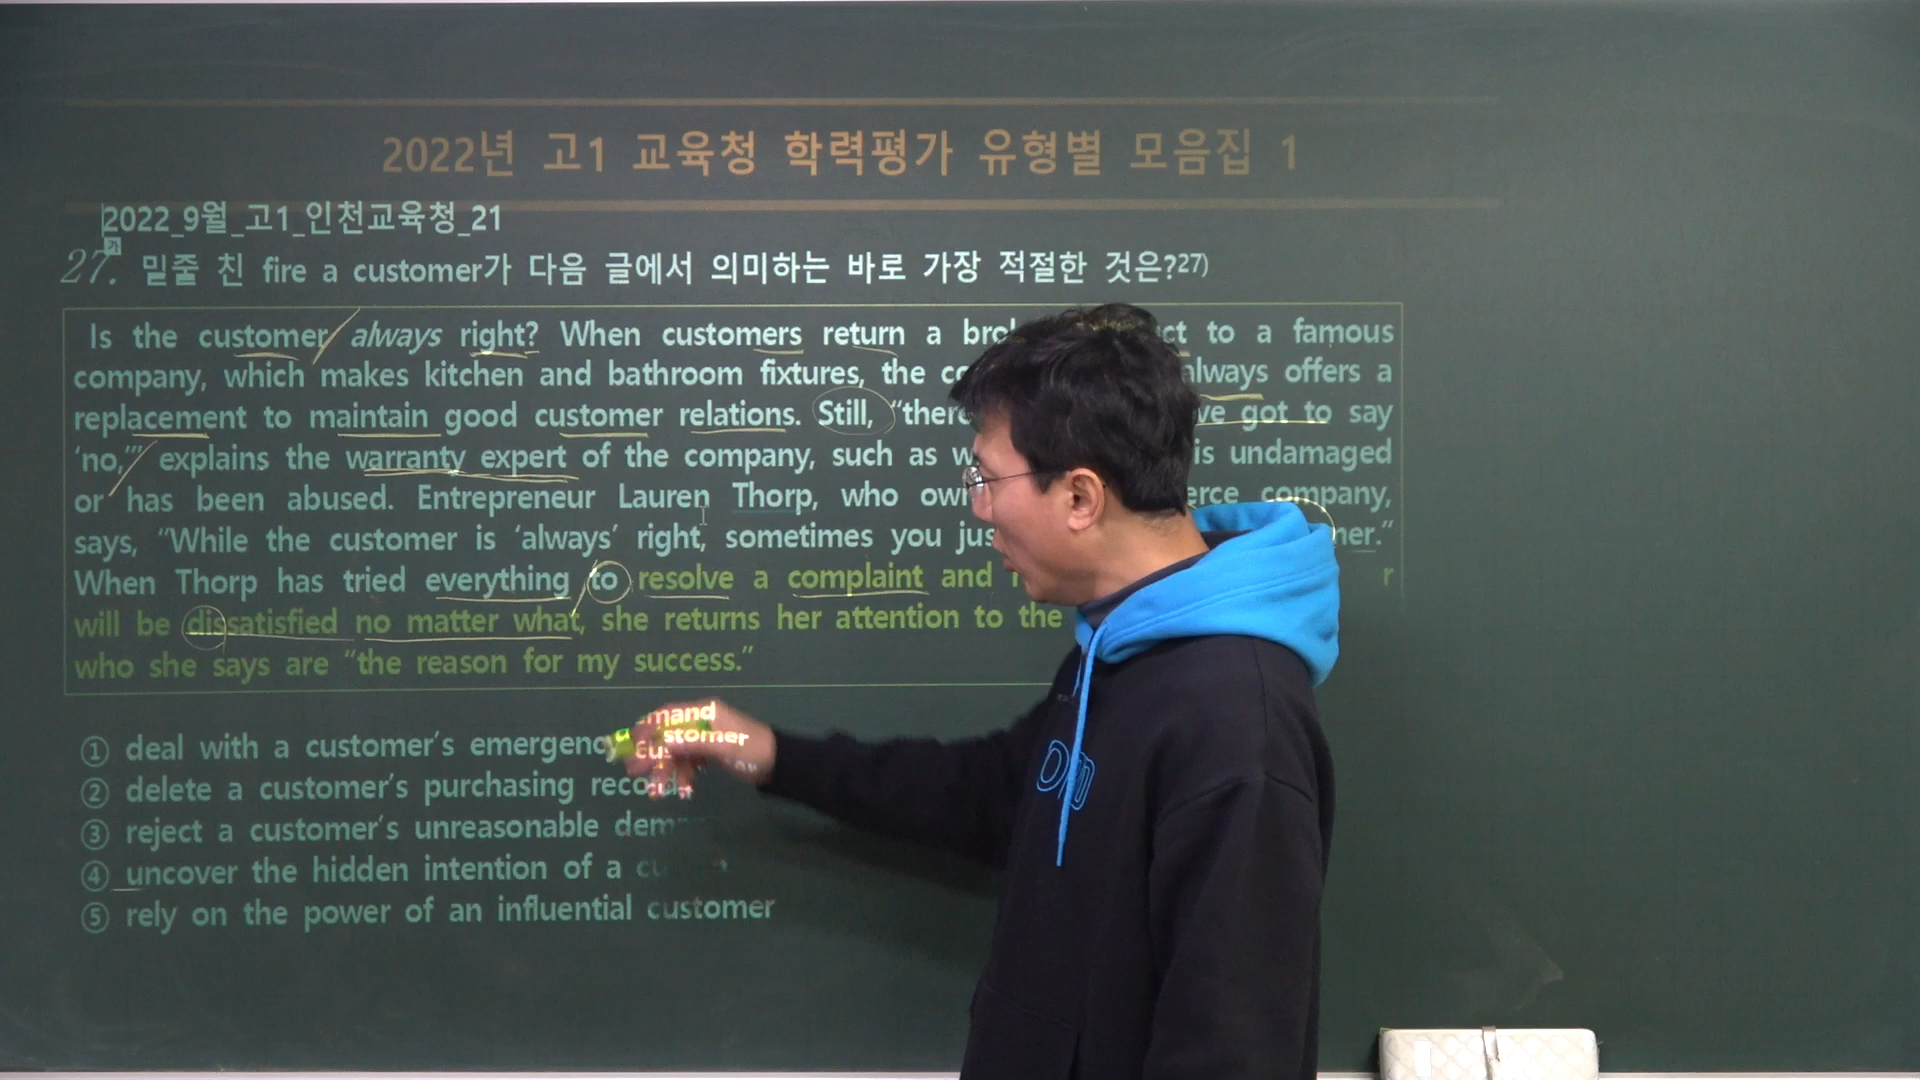 2022년 고1 교육청 학력평가 유형별 모음집 1
2022_9월_고1_인천교육청_21
27. 밑줄 친 fire a customer가 다음 글에서 의미하는 바로 가장 적절한 것은?27)
Is the customer always right? When customers return a to a famous
company, which makes kitchen and bathroom fixtures, the always offers a
replacement to maintain good customer relations. Still, “there got to say
‘no,’” explains the warranty expert of the company, such as is undamaged
or has been abused. Entrepreneur Lauren Thorp, who company,
says, “While the customer is ‘always’ right, sometimes you
When Thorp has tried everything to resolve a complaint and
will be dissatisfied no matter what, she returns her attention to the
who she says are “the reason for my success.”
① deal with a customer’s emergency
② delete a customer’s purchasing
③ reject a customer’s unreasonable
④ uncover the hidden intention of a
⑤ rely on the power of an influential customer